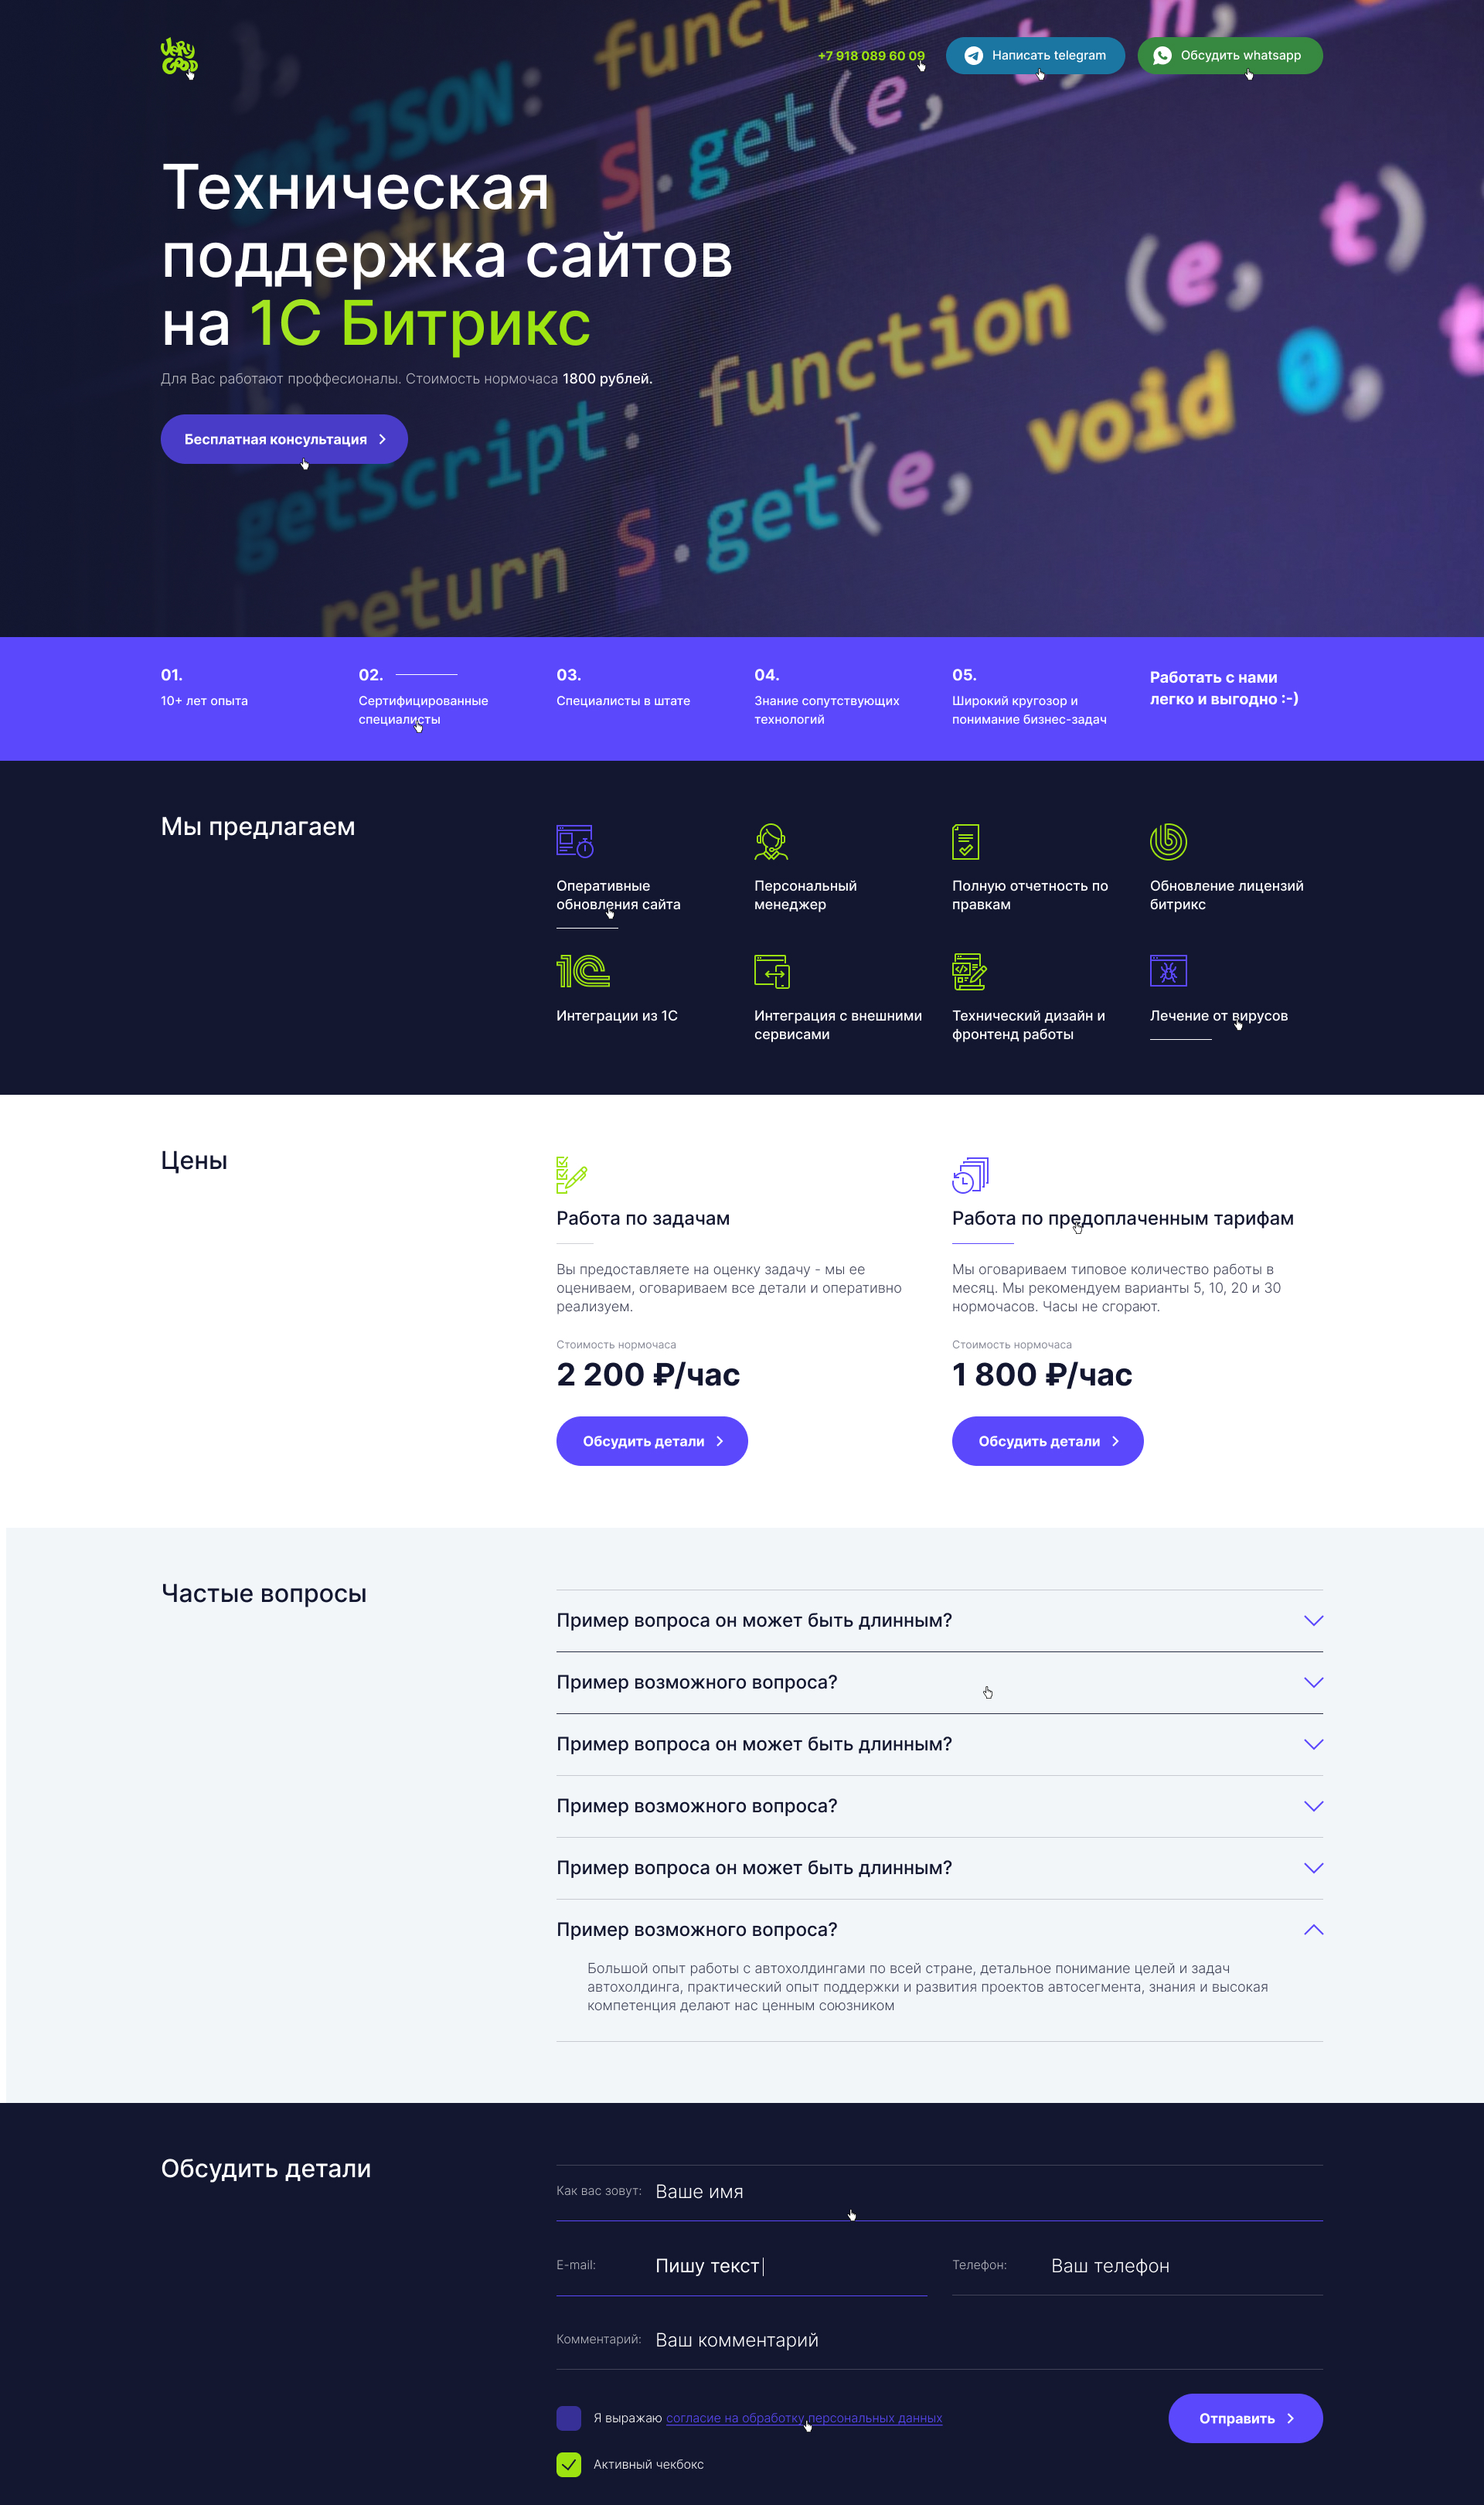 VERY
GOOD
+7 918 089 60 09
Написать telegram
Обсудить whatsapp
function
getJSON:
return S.get(e, t, n,
Техническая
поддержка сайтов
на 1С Битрикс
Для Вас работают проффесионалы. Стоимость нормочаса 1800 рублей.
Бесплатная консультация
getScript: function (e, t)
return S.get(e, void 0, t
01.
10+ лет опыта
02.
Сертифицированные
специалисты
03.
Специалисты в штате
04.
Знание сопутствующих
технологий
05.
Широкий кругозор и
понимание бизнес-задач
Работать с нами
легко и выгодно :-)
Мы предлагаем
Оперативные
обновления сайта
Персональный
менеджер
Полную отчетность по
правкам
Обновление лицензий
битрикс
1С
Интеграции из 1С
Интеграция с внешними
сервисами
Технический дизайн и
фронтенд работы
Лечение от вирусов
Цены
Работа по задачам
Вы предоставляете на оценку задачу - мы ее
оцениваем, оговариваем все детали и оперативно
реализуем.
Стоимость нормочаса
2 200 ₽/час
Обсудить детали
Работа по предоплаченным тарифам
Мы оговариваем типовое количество работы в
месяц. Мы рекомендуем варианты 5, 10, 20 и 30
нормочасов. Часы не сгорают.
Стоимость нормочаса
1 800 ₽/час
Обсудить детали
Частые вопросы
Пример вопроса он может быть длинным?
Пример возможного вопроса?
Пример вопроса он может быть длинным?
Пример возможного вопроса?
Пример вопроса он может быть длинным?
Пример возможного вопроса?
Большой опыт работы с автохолдингами по всей стране, детальное понимание целей и задач
автохолдинга, практический опыт поддержки и развития проектов автосегмента, знания и высокая
компетенция делают нас ценным союзником
Обсудить детали
Как вас зовут: Ваше имя
E-mail: Пишу текст
Телефон: Ваш телефон
Комментарий: Ваш комментарий
Я выражаю согласие на обработку персональных данных
Отправить
Активный чекбокс